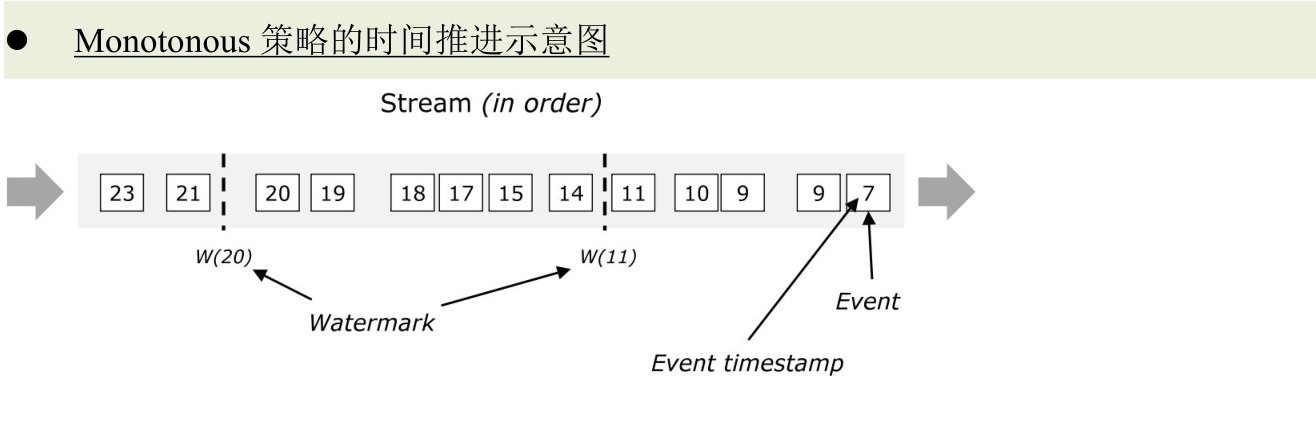 ● Monotonous 策略的时间推进示意图
Stream (in order)
23 21 20 19 18 17 15 14 11 10 9 9 7
W(20) W(11)
Event
Watermark
Event timestamp